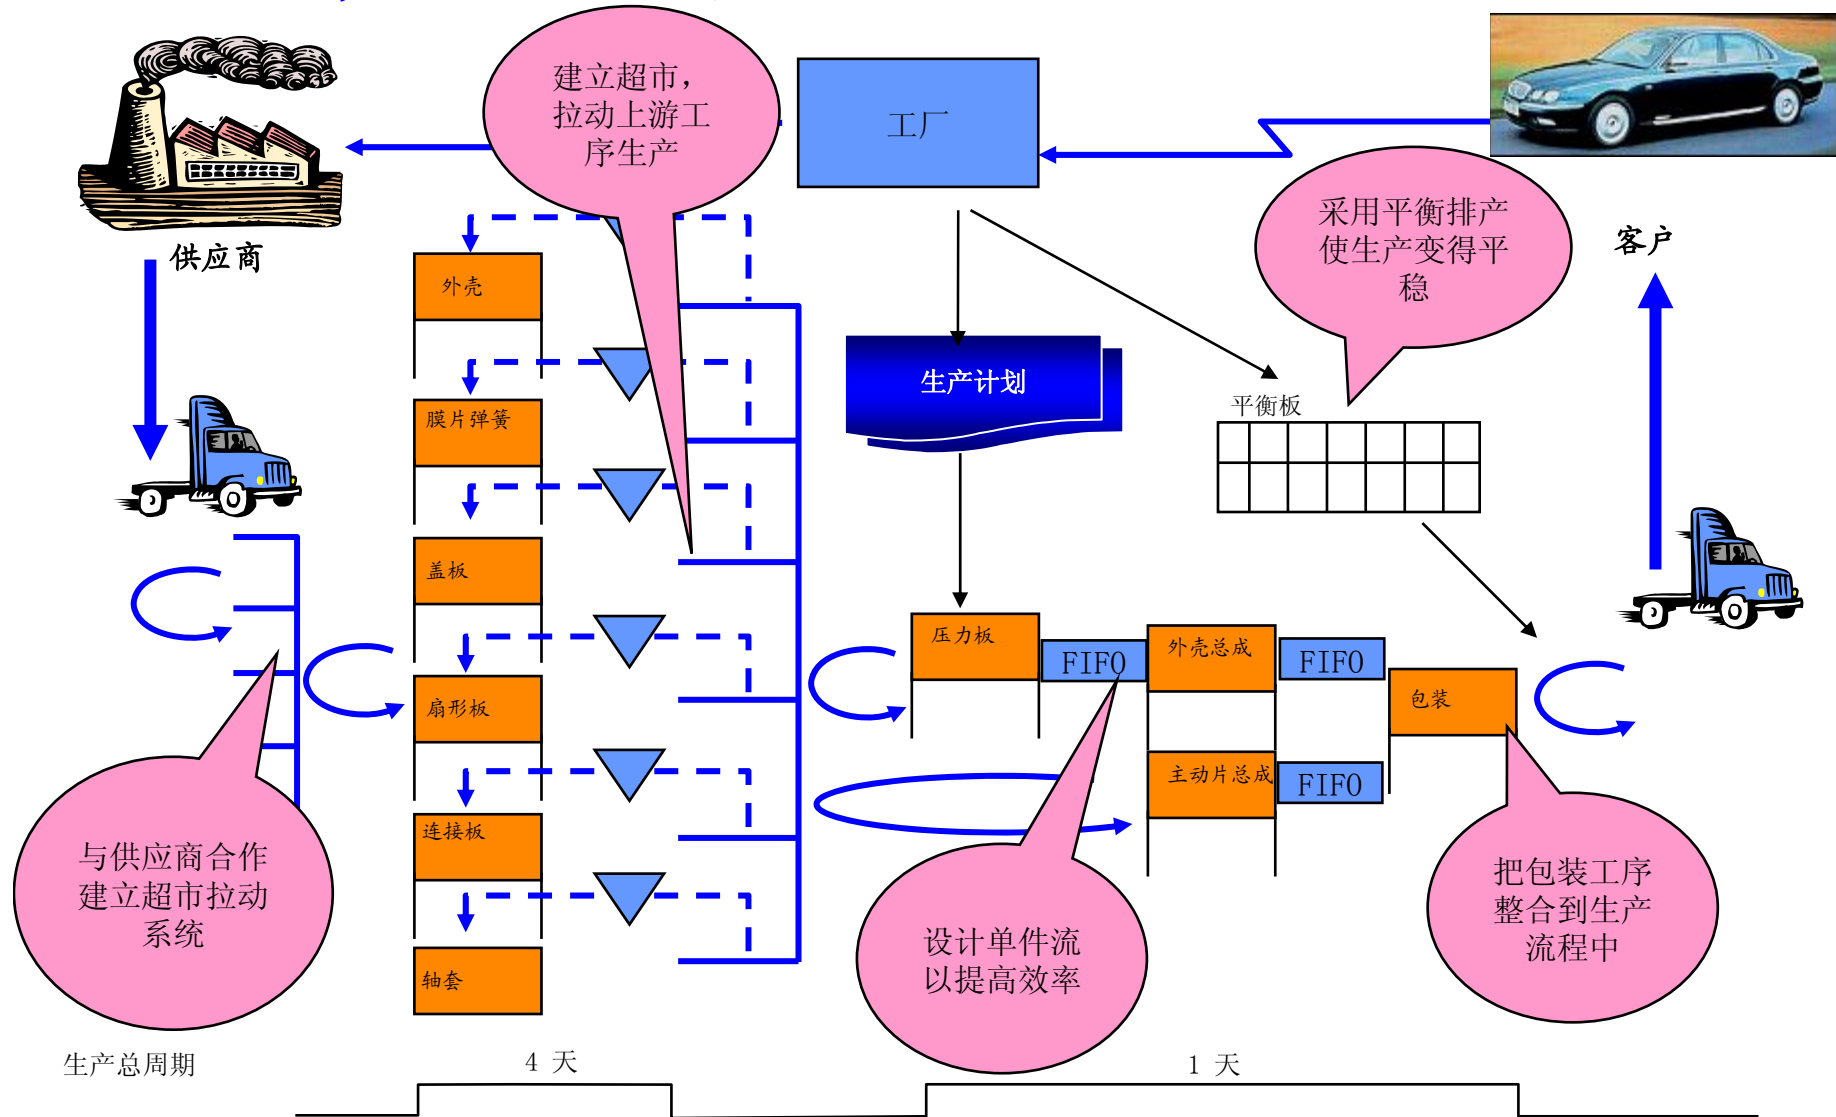 建立超市，
拉动上游工
序生产
工厂
采用平衡排产
使生产变得平
稳
供应商
客户
外壳
生产计划
平衡板
膜片弹簧
盖板
压力板
FIFO
外壳总成
FIFO
扇形板
包装
主动片总成
FIFO
连接板
与供应商合作
建立超市拉动
系统
设计单件流
以提高效率
把包装工序
整合到生产
流程中
轴套
生产总周期
4 天
1 天